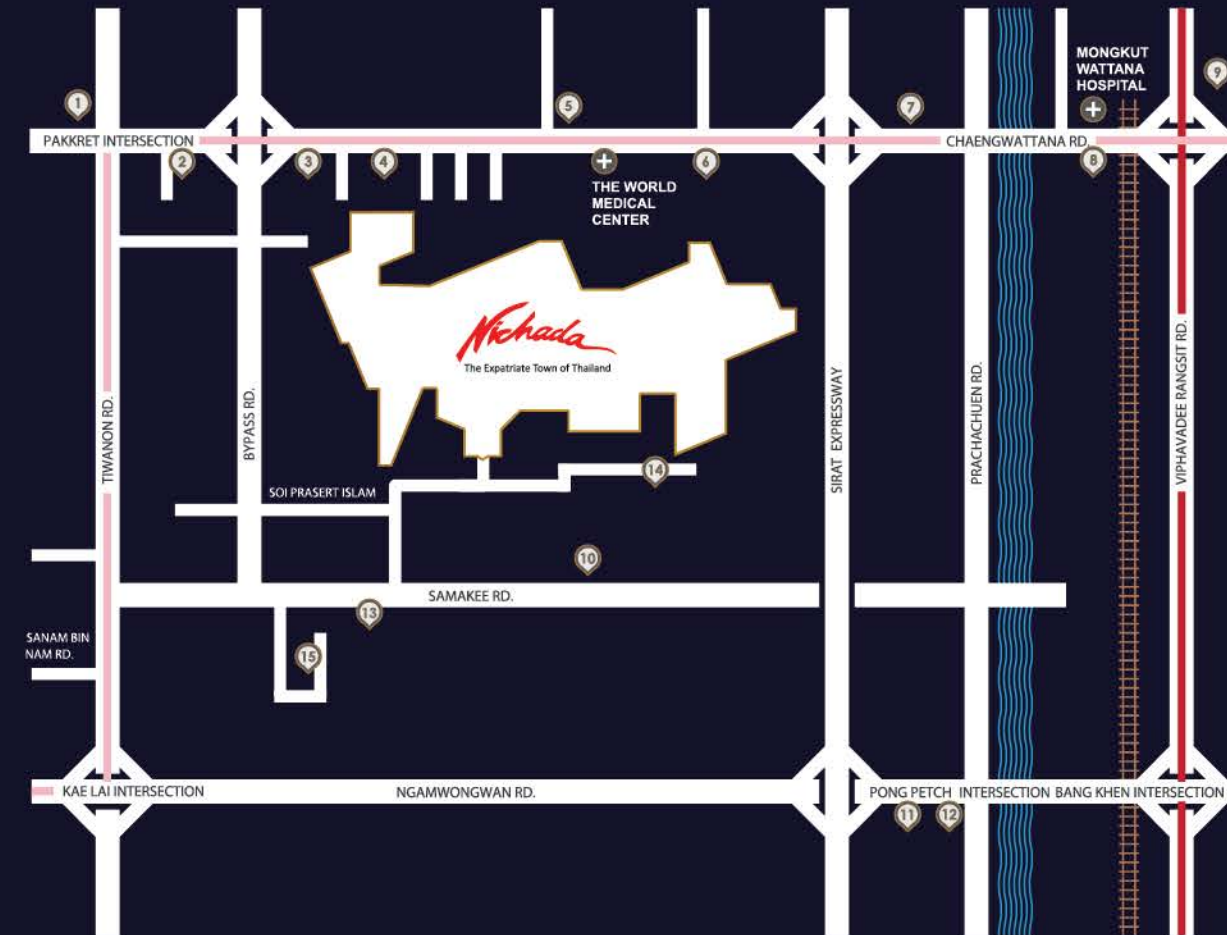 MONGKUT
WATTANA
HOSPITAL
9
1
5
7
PAKKRET INTERSECTION
CHAENGWATTANA RD.
2
3
4
6
8
THE WORLD
MEDICAL
CENTER
Nichada
The Expatriate Town of Thailand
TIWANON RD.
BYPASS RD.
SIRAT EXPRESSWAY
PRACHACHUEN RD.
VIPHAVADEE RANGSIT RD.
14
SOI PRASERT ISLAM
10
SAMAKEE RD.
13
SANAM BIN
NAM RD.
15
KAE LAI INTERSECTION
NGAMWONGWAN RD.
PONG PETCH INTERSECTION
BANG KHEN INTERSECTION
11
12